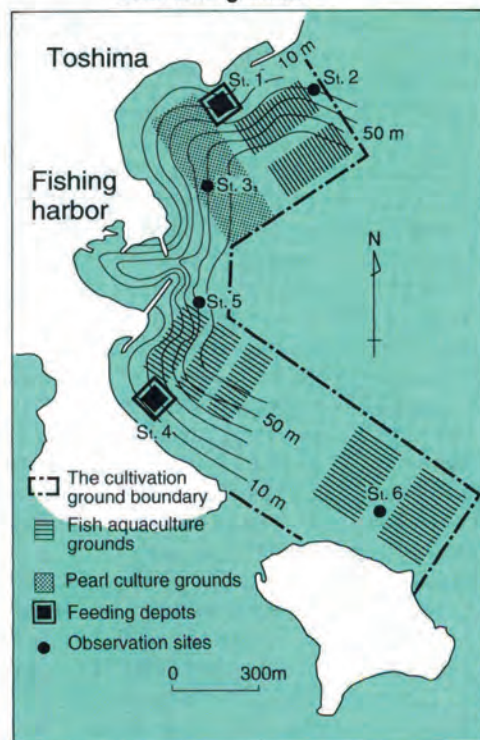 Toshima
St. 1
10 m
St. 2
50 m
Fishing
harbor
St. 3
N
St. 5
St. 4
50 m
10 m
St. 6
The cultivation
ground boundary
Fish aquaculture
grounds
Pearl culture grounds
Feeding depots
Observation sites
0 300m